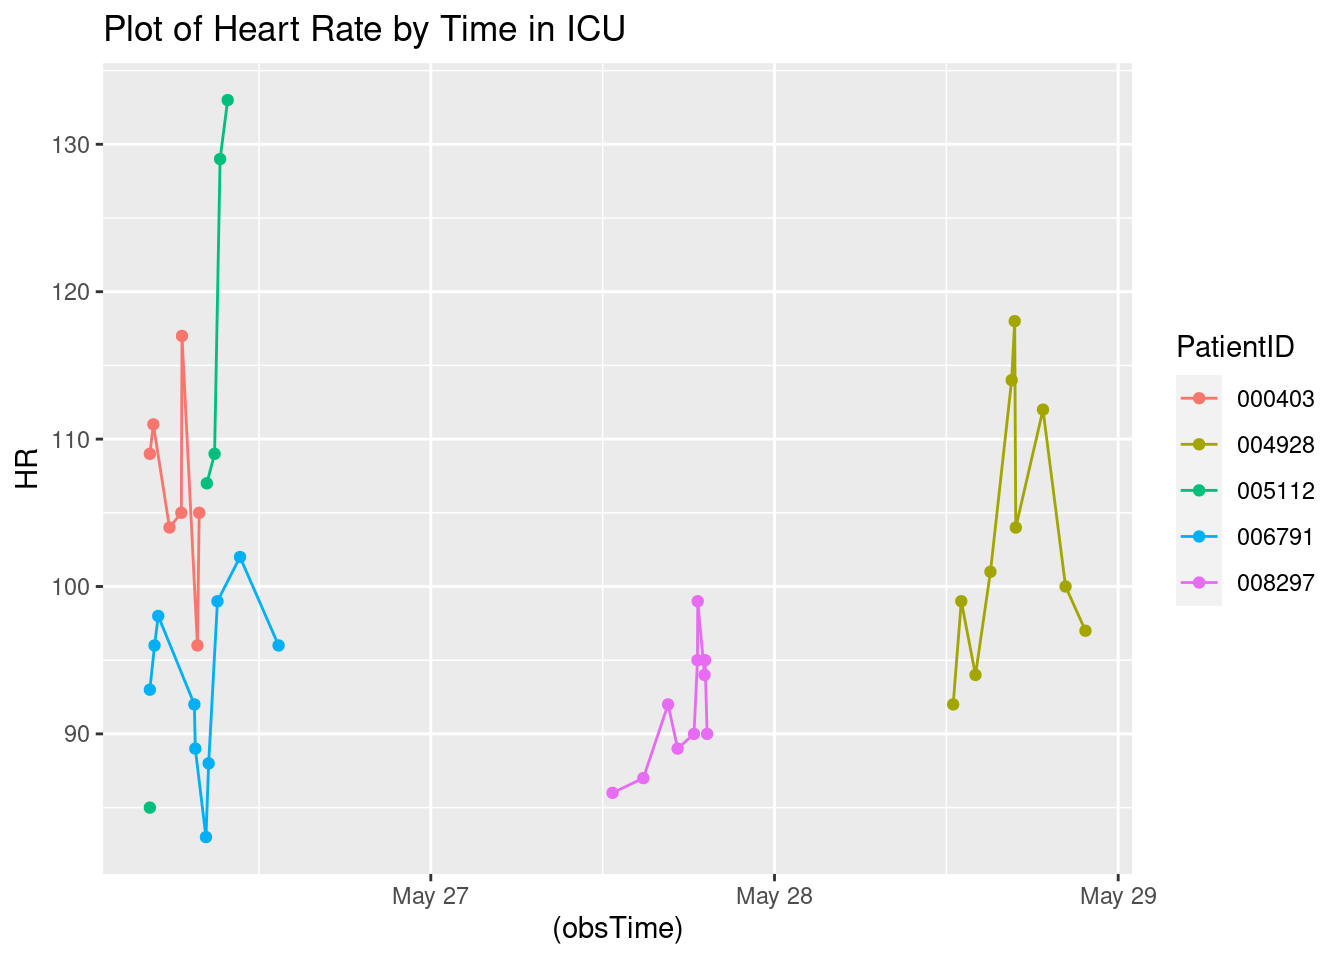 Plot of Heart Rate by Time in ICU
130
120
110
100
90
HR
May 27
May 28
May 29
(obsTime)
PatientID
000403
004928
005112
006791
008297